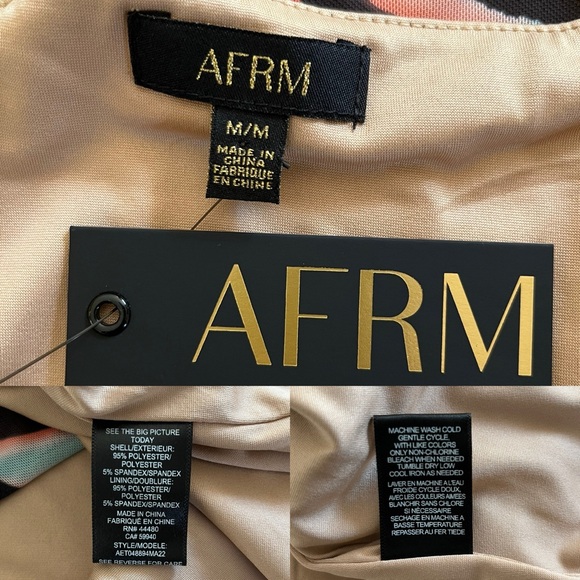 AFRM
M/M
MADE IN
CHINA
FABRIQUE
EN CHINE
AFRM
SEE THE BIG PICTURE
TODAY
SHELL/EXTERIEUR:
95% POLYESTER/
POLYESTER
5% SPANDEX/SPANDEX
LINING/DOUBLURE:
95% POLYESTER/
POLYESTER
5% SPANDEX/SPANDEX
MADE IN CHINA
FABRIQUÉ EN CHINE
RN# 44480
CA# 59940
STYLE/MODELE:
AET048894MA22
SEE REVERSE FOR CARE
MACHINE WASH COLD
GENTLE CYCLE,
WITH LIKE COLORS
ONLY NON-CHLORINE
BLEACH WHEN NEEDED
TUMBLE DRY LOW
COOL IRON AS NEEDED
LAVER EN MACHINE A L'EAU
FROIDE CYCLE DOUX,
AVEC LES COULEURS AIMÉES
BLANCHIR SANS CHLORE
SI NÉCESSAIRE
SECHAGE EN MACHINE A
BASSE TEMPERATURE
REPASSER AU FER TIEDE